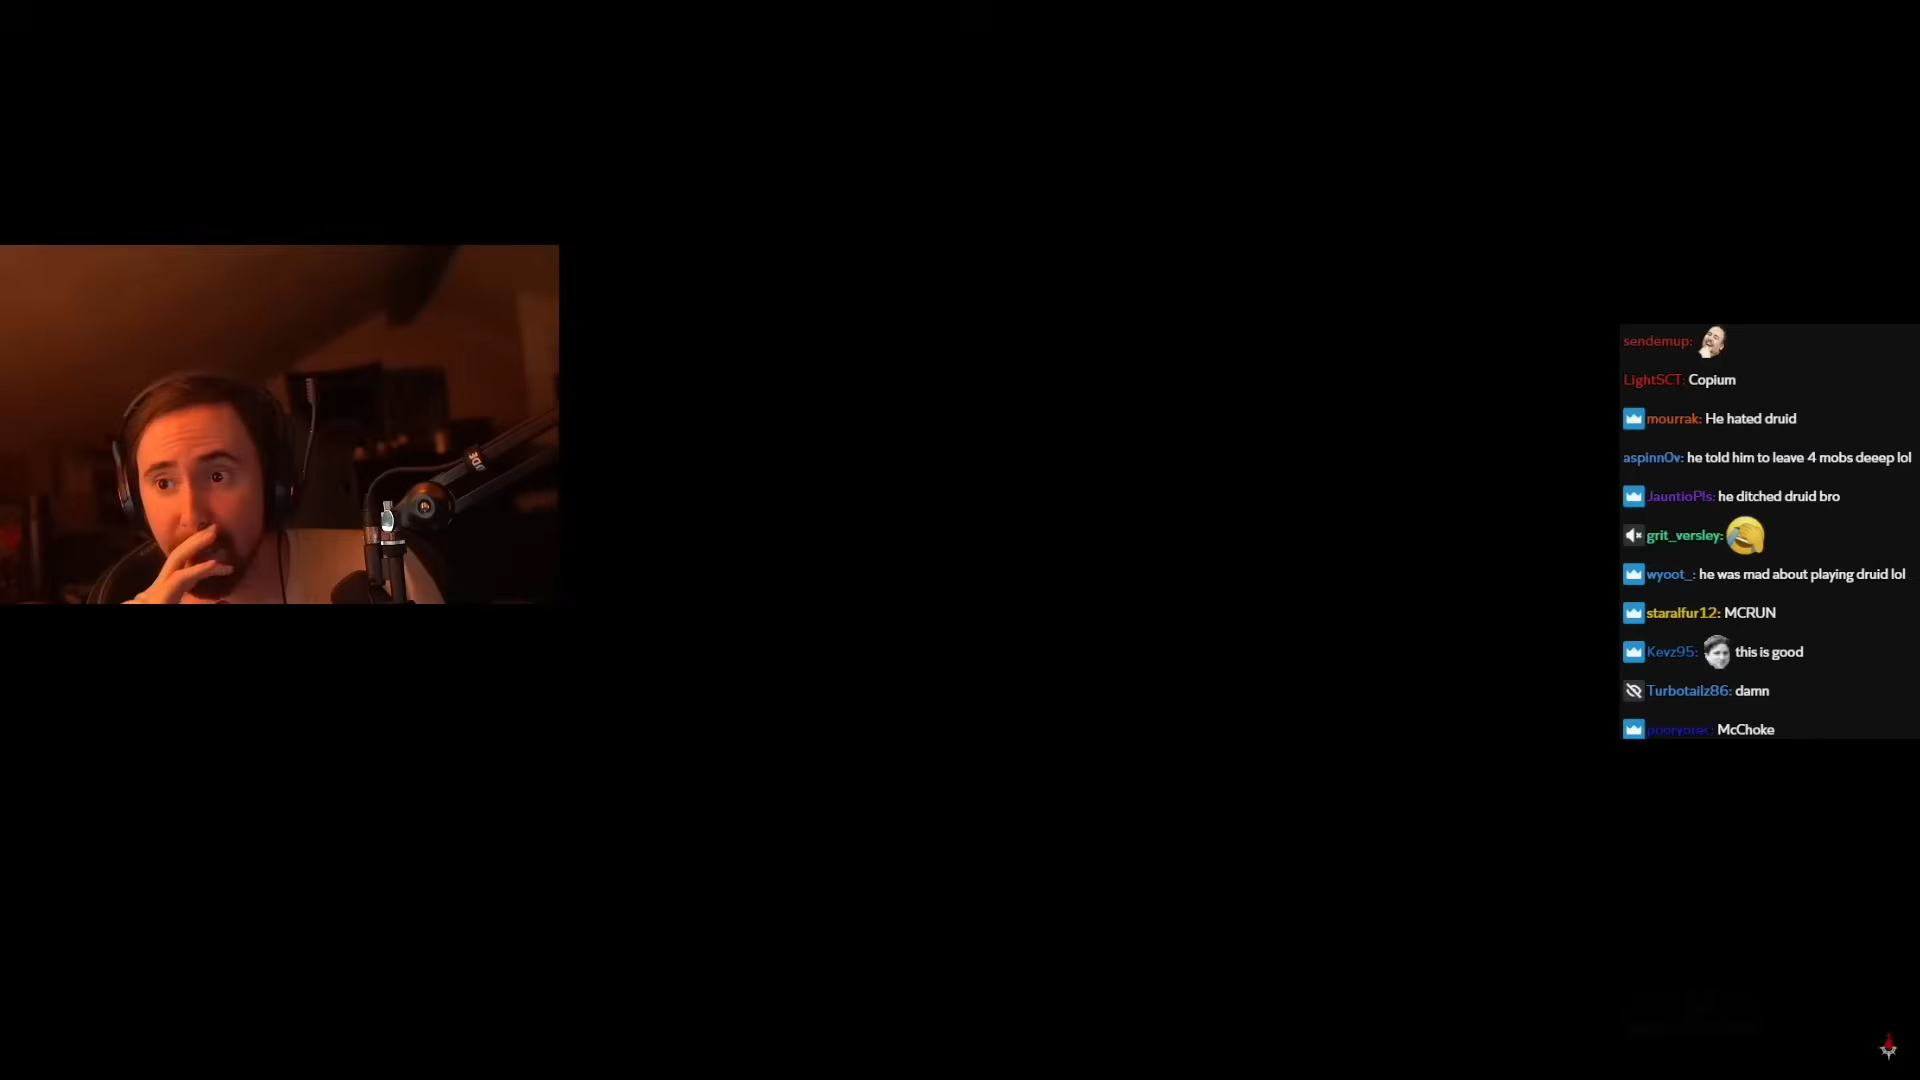 sendemup:
LightSCT: Copium
mourrak: He hated druid
aspinn0v: he told him to leave 4 mobs deeep lol
JauntioPls: he ditched druid bro
grit_versley:
wyoot_: he was mad about playing druid lol
staralfur12: MCRUN
Kevz95: this is good
Turbotailz86: damn
McChoke